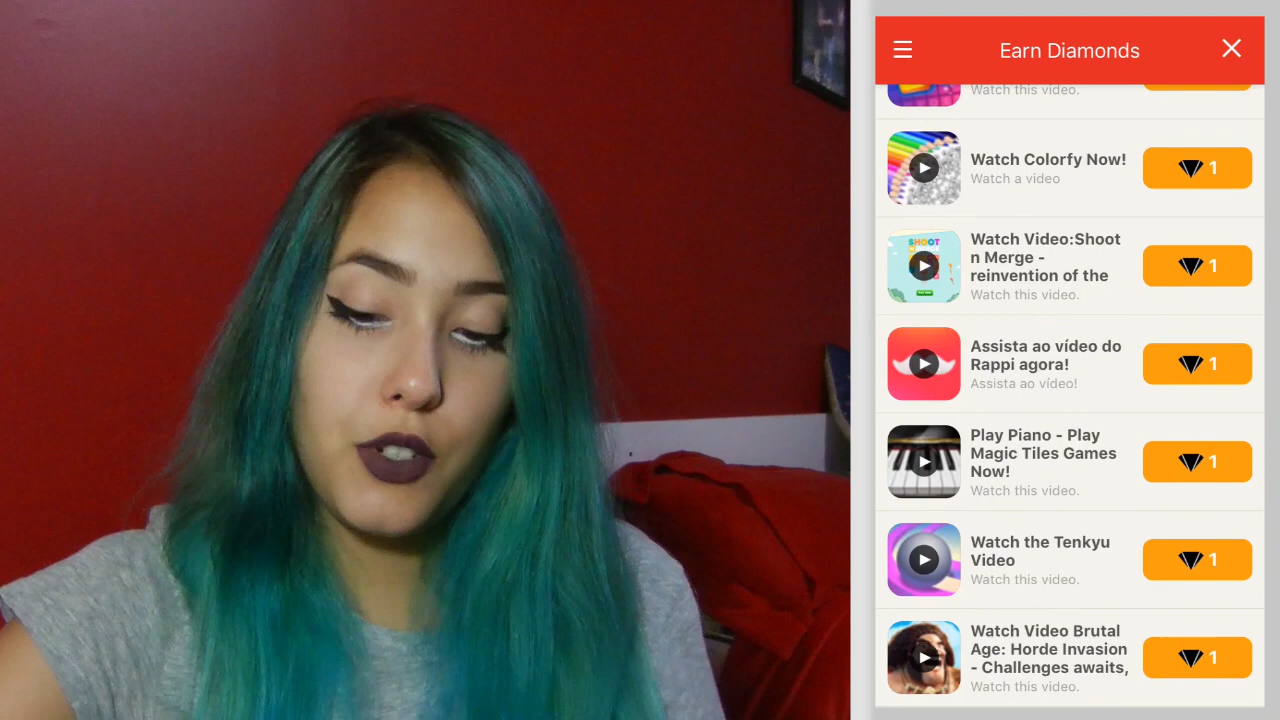 Earn Diamonds
Watch this video.
Watch Colorfy Now!
Watch a video
1
Watch Video:Shoot
n Merge -
reinvention of the
Watch this video.
1
SHOOT
Assista ao vídeo do
Rappi agora!
Assista ao vídeo!
1
Play Piano - Play
Magic Tiles Games
Now!
Watch this video.
1
Watch the Tenkyu
Video
Watch this video.
1
Watch Video Brutal
Age: Horde Invasion
- Challenges awaits,
Watch this video.
1